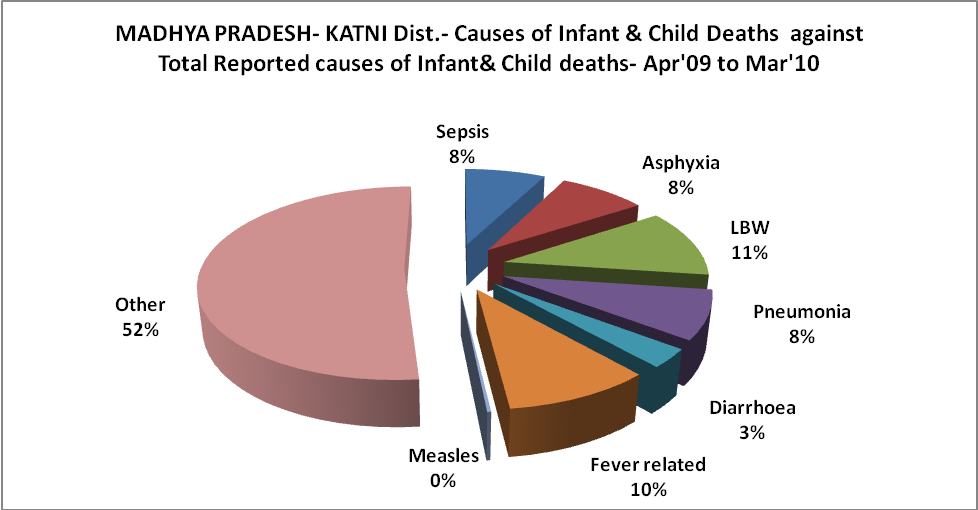 MADHYA PRADESH- KATNI Dist.- Causes of Infant & Child Deaths against
Total Reported causes of Infant& Child deaths- Apr'09 to Mar'10
Sepsis
8%
Asphyxia
8%
LBW
11%
Pneumonia
8%
Diarrhoea
3%
Fever related
10%
Measles
0%
Other
52%